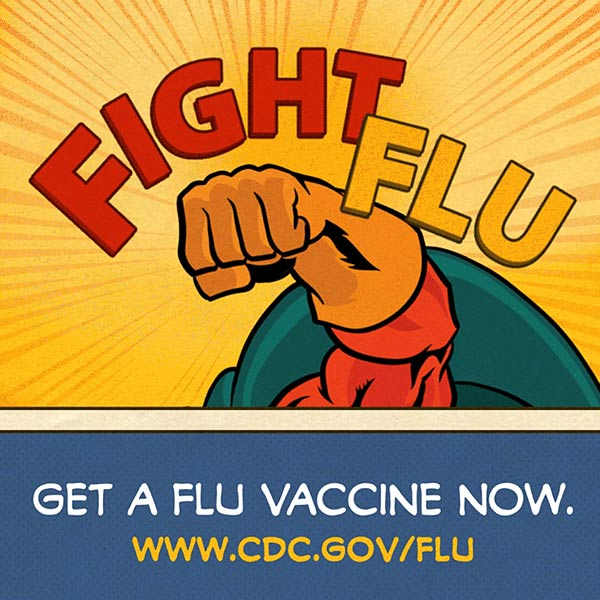 FIGHT
FLU
GET A FLU VACCINE NOW.
WWW.CDC.GOV/FLU